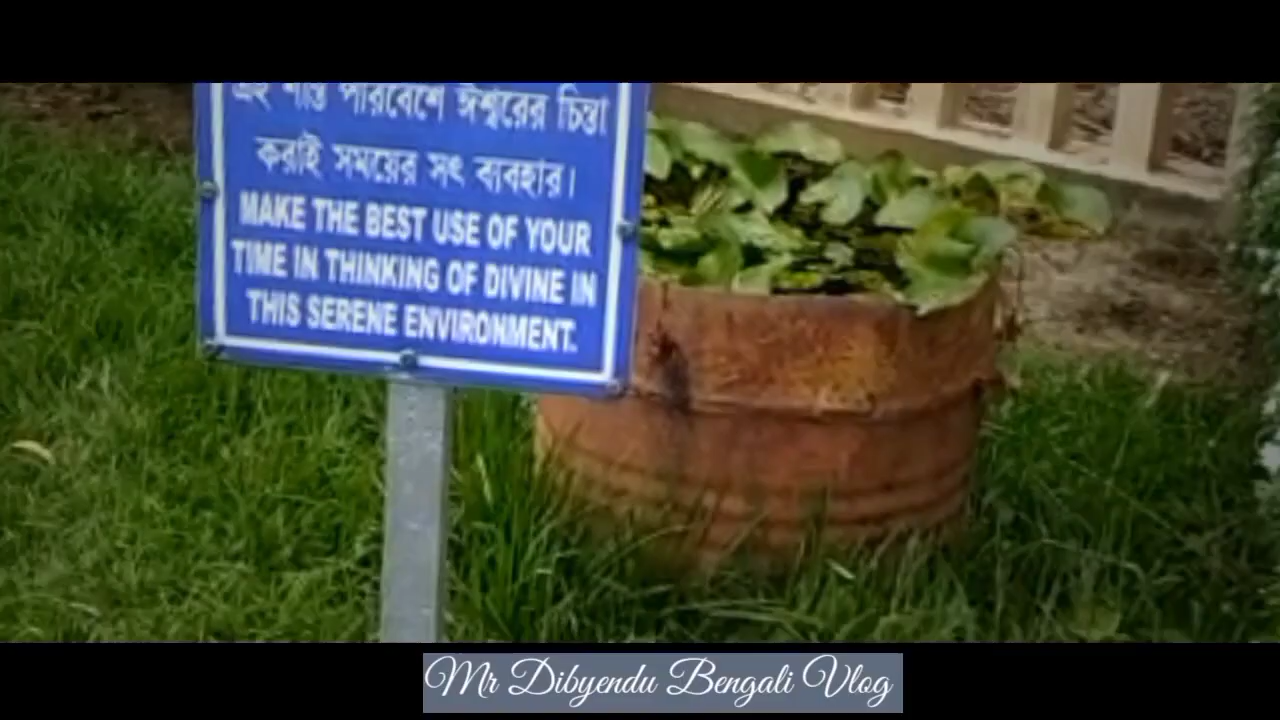 এই শান্ত পরিবেশে ঈশ্বরের চিন্তা
করাই সময়ের সৎ ব্যবহার।
MAKE THE BEST USE OF YOUR
TIME IN THINKING OF DIVINE IN
THIS SERENE ENVIRONMENT.
Mr Dibyendu Bengali Vlog